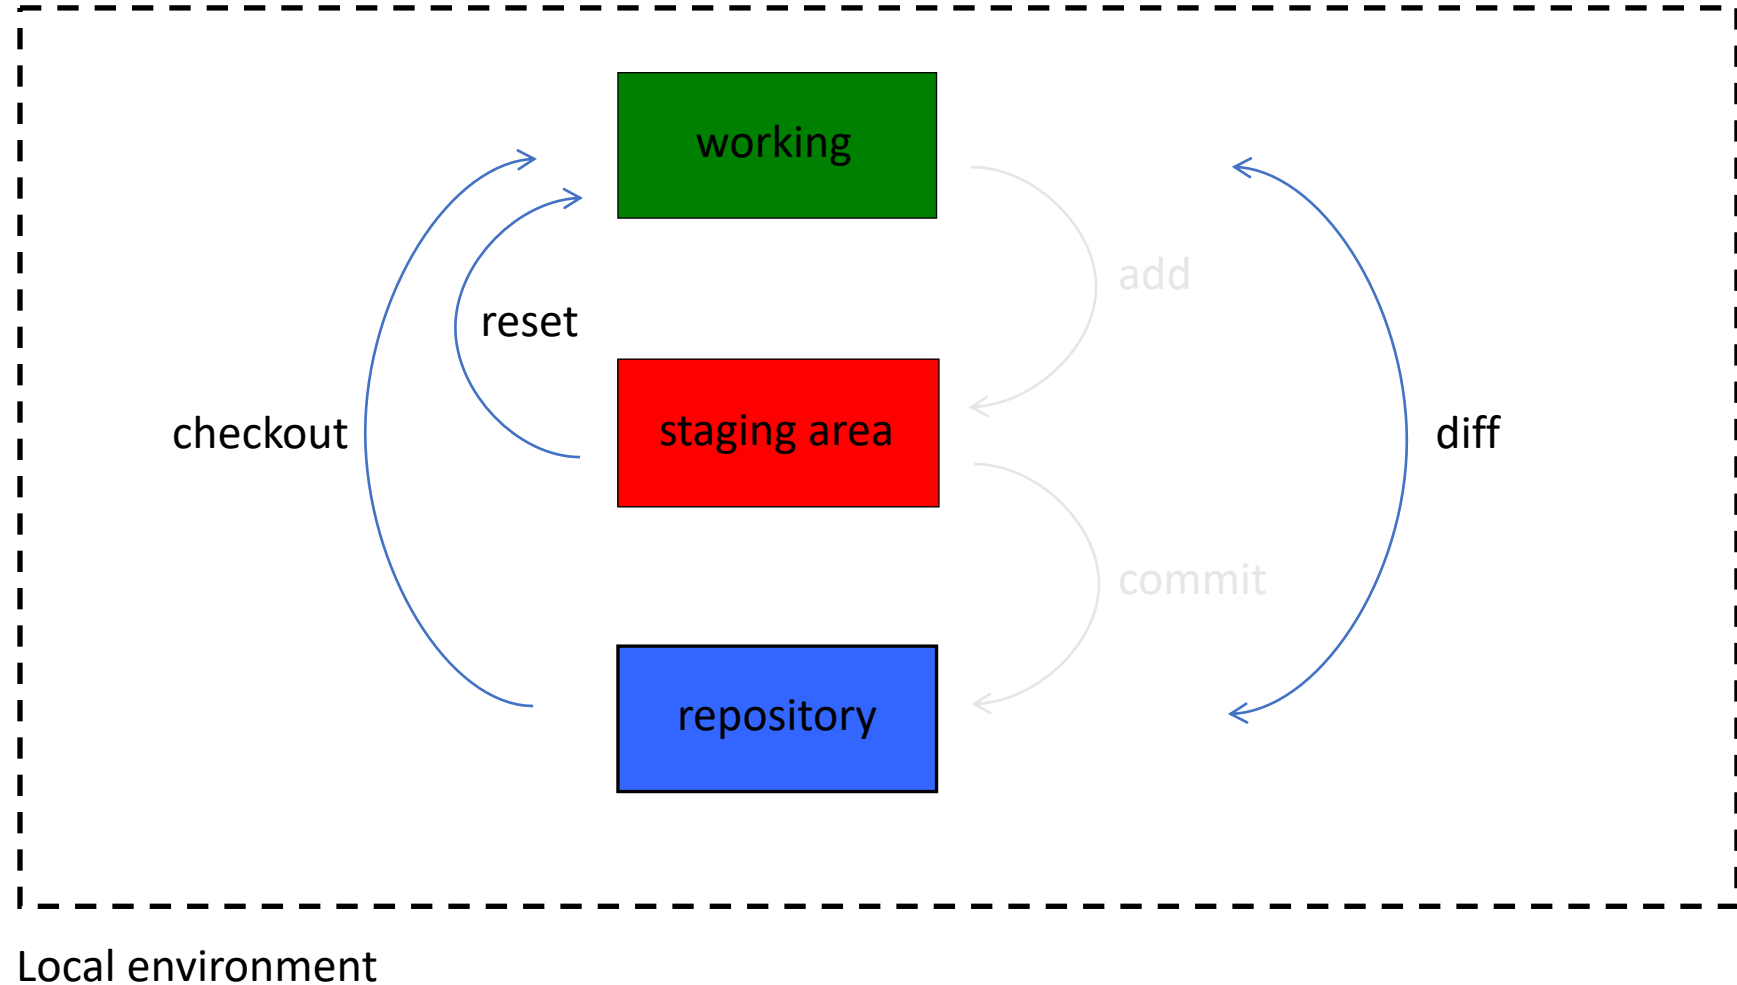 working
add
reset
checkout
staging area
diff
commit
repository
Local environment